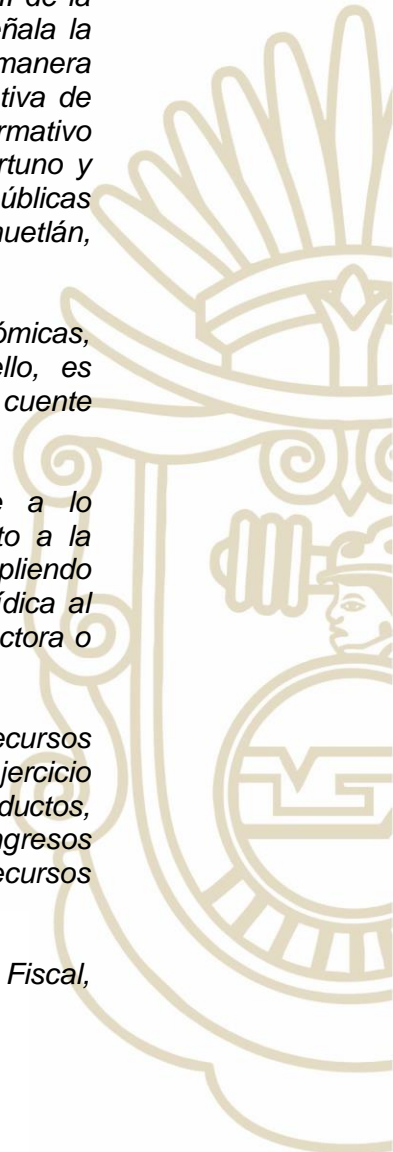 de la
eñala la
manera
tiva de
rmativo
rtuno y
úblicas
huetlán,
ómicas,
ello, es
cuente
e a lo
to a la
pliendo
ídica al
ctora o
ecursos
jercicio
ductos,
ngresos
ecursos
Fiscal,